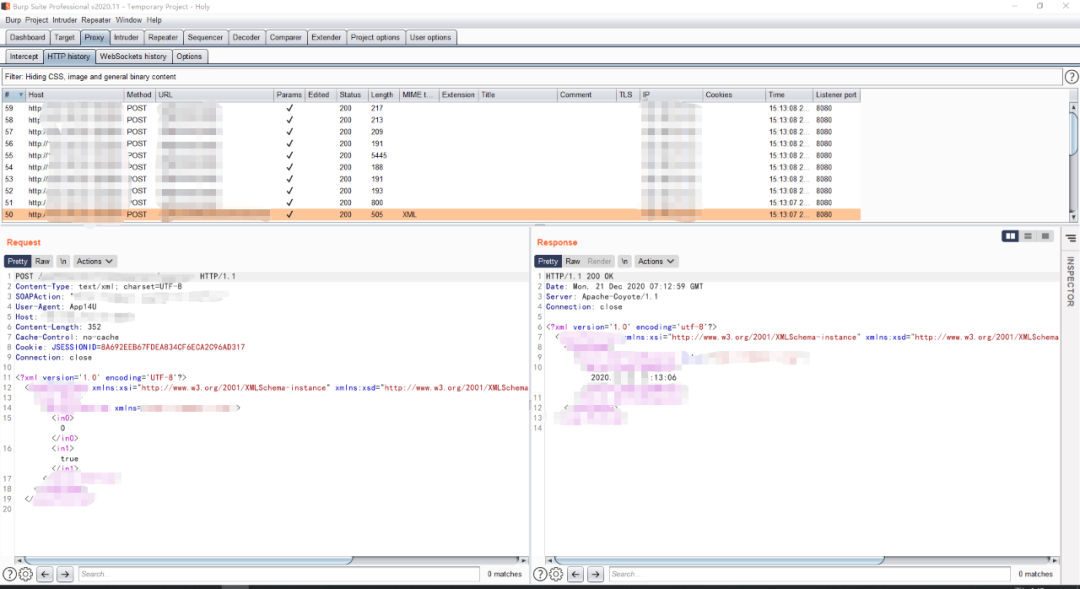 Burp Suite Professional v2020.11 - Temporary Project - Holy
Burp Project Intruder Repeater Window Help
Dashboard Target Proxy Intruder Repeater Sequencer Decoder Comparer Extender Project options User options
Intercept HTTP history WebSockets history Options
Filter: Hiding CSS, image and general binary content
# Host Method URL Params Edited Status Length MIME t... Extension Title Comment TLS IP Cookies Time Listener port
59 http POST ✓ 200 217 15:13:08 2... 8080
58 http POST ✓ 200 213 15:13:08 2... 8080
57 http: POST ✓ 200 209 15:13:08 2... 8080
56 http:/ POST ✓ 200 191 15:13:08 2... 8080
55 http:/ POST ✓ 200 5445 15:13:08 2... 8080
54 http:/ POST ✓ 200 188 15:13:08 2... 8080
53 http:/ POST ✓ 200 191 15:13:08 2... 8080
52 http:/ POST ✓ 200 193 15:13:08 2... 8080
51 http:/ POST ✓ 200 800 15:13:07 2... 8080
50 http:/ POST ✓ 200 505 XML 15:13:07 2... 8080
Request
Pretty Raw \n Actions
1 POST / HTTP/1.1
2 Content-Type: text/xml; charset=UTF-8
3 SOAPAction: "
4 User-Agent: App14U
5 Host:
6 Content-Length: 352
7 Cache-Control: no-cache
8 Cookie: JSESSIONID=8A692EEB67FDEA834CF6ECA2C96AD317
9 Connection: close
10
11 <?xml version='1.0' encoding='UTF-8'?>
12 < xmlns:xsi="http://www.w3.org/2001/XMLSchema-instance" xmlns:xsd="http://www.w3.org/2001/XMLSchema
13
14 xmlns= >
15 <in0>
0
</in0>
16 <in1>
true
</in1>
17 <
18 <
19 </
20
Search...
0 matches
Response
Pretty Raw Render \n Actions
1 HTTP/1.1 200 OK
2 Date: Mon, 21 Dec 2020 07:12:59 GMT
3 Server: Apache-Coyote/1.1
4 Connection: close
5
6 <?xml version='1.0' encoding='utf-8'?>
7 < xmlns:xsi="http://www.w3.org/2001/XMLSchema-instance" xmlns:xsd="http://www.w3.org/2001/XMLSchema
8
9
10
2020. :13:06
11
12 <
13
14
Search...
0 matches
INSPECTOR